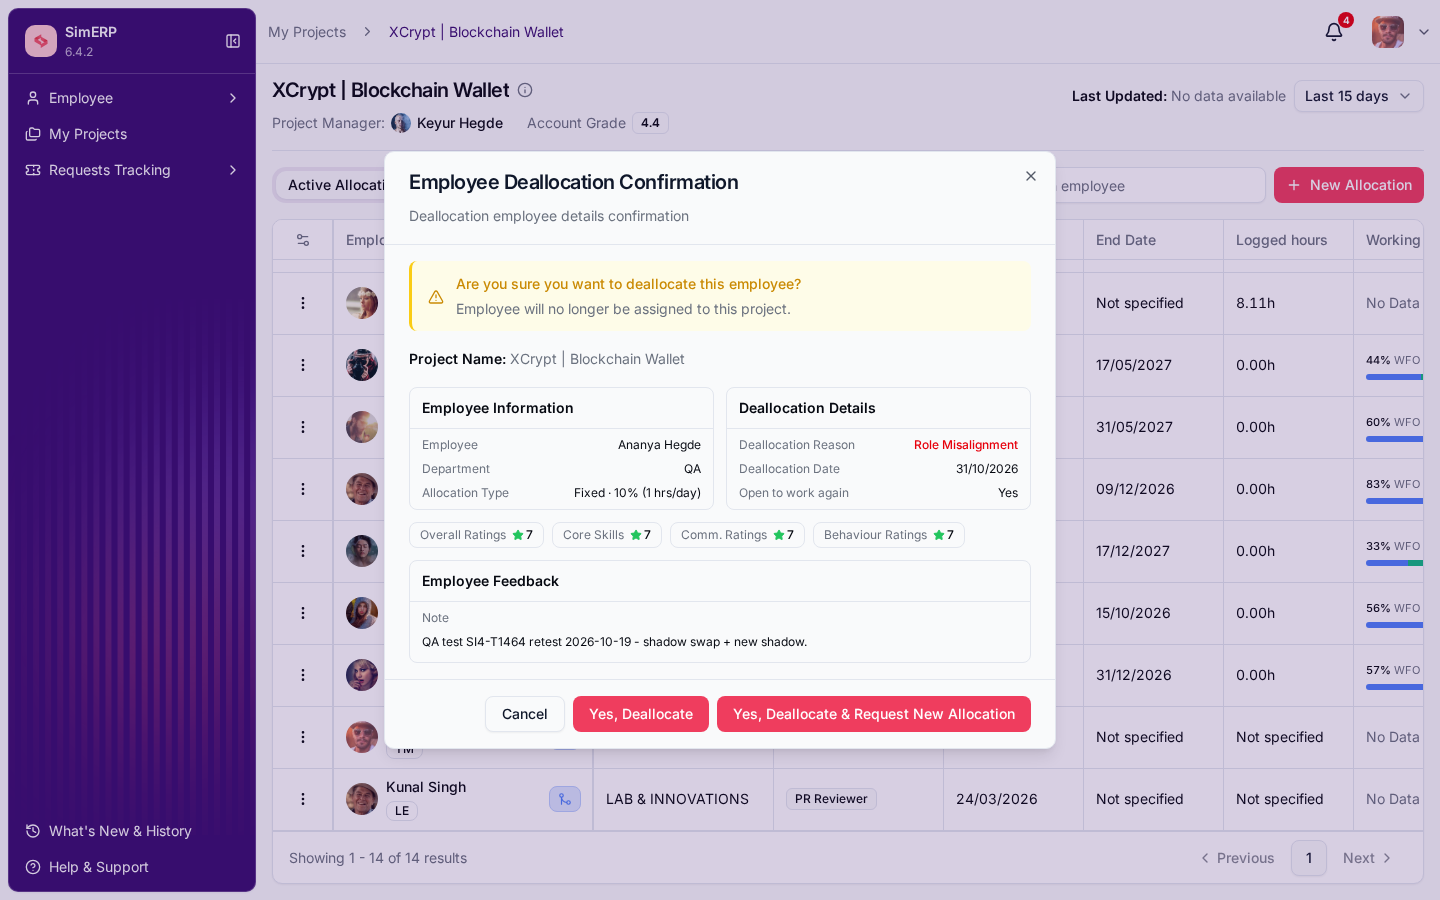 SimERP
6.4.2
Employee
My Projects
Requests Tracking
What's New & History
Help & Support
My Projects
XCrypt | Blockchain Wallet
4
XCrypt | Blockchain Wallet
Last Updated: No data available
Last 15 days
Project Manager: Keyur Hegde
Account Grade 4.4
Active Allocati
employee
New Allocation
Emplo
End Date
Logged hours
Working
Not specified
8.11h
No Data
17/05/2027
0.00h
44% WFO
31/05/2027
0.00h
60% WFO
09/12/2026
0.00h
83% WFO
17/12/2027
0.00h
33% WFO
15/10/2026
0.00h
56% WFO
31/12/2026
0.00h
57% WFO
TM
Not specified
Not specified
No Data
Kunal Singh
LE
LAB & INNOVATIONS
PR Reviewer
24/03/2026
Not specified
Not specified
No Data
Showing 1 - 14 of 14 results
Previous
1
Next
Employee Deallocation Confirmation
Deallocation employee details confirmation
Are you sure you want to deallocate this employee?
Employee will no longer be assigned to this project.
Project Name: XCrypt | Blockchain Wallet
Employee Information
Employee
Ananya Hegde
Department
QA
Allocation Type
Fixed · 10% (1 hrs/day)
Deallocation Details
Deallocation Reason
Role Misalignment
Deallocation Date
31/10/2026
Open to work again
Yes
Overall Ratings 7
Core Skills 7
Comm. Ratings 7
Behaviour Ratings 7
Employee Feedback
Note
QA test SI4-T1464 retest 2026-10-19 - shadow swap + new shadow.
Cancel
Yes, Deallocate
Yes, Deallocate & Request New Allocation